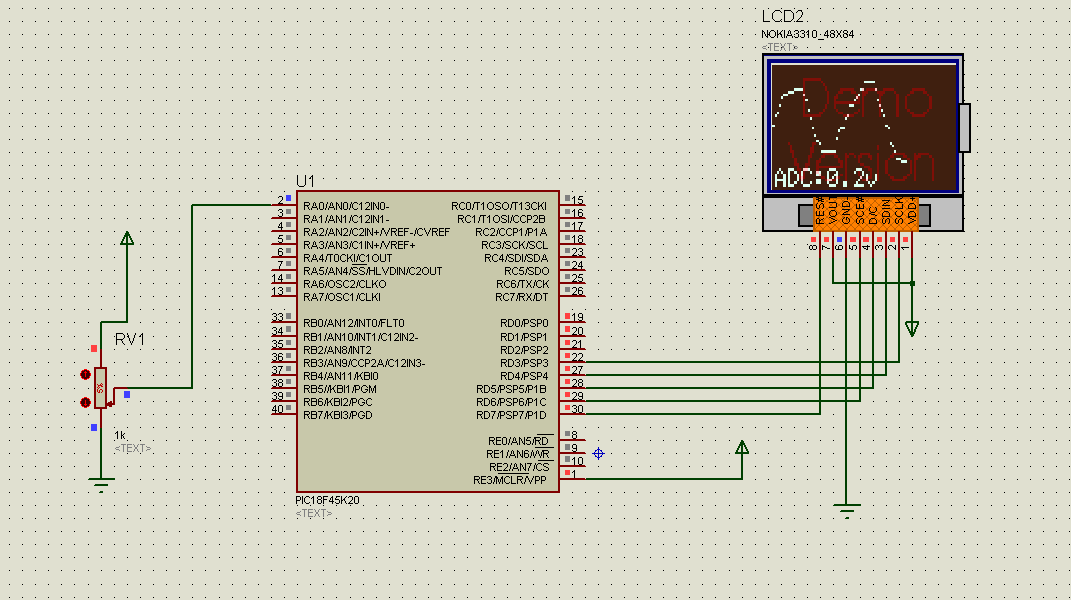 LCD2
NOKIA3310_48X84
<TEXT>
Demo
Version
ADC:0.2v
RES#
VOUT
GND
SCE#
D/C
SDIN
SCLK
VDD
8
7
6
5
4
3
2
1
U1
2 RA0/AN0/C12IN0- RC0/T1OSO/T13CKI 15
3 RA1/AN1/C12IN1- RC1/T1OSI/CCP2B 16
4 RA2/AN2/C2IN+/VREF-/CVREF RC2/CCP1/P1A 17
5 RA3/AN3/C1IN+/VREF+ RC3/SCK/SCL 18
6 RA4/T0CKI/C1OUT RC4/SDI/SDA 23
7 RA5/AN4/SS/HLVDIN/C2OUT RC5/SDO 24
14 RA6/OSC2/CLKO RC6/TX/CK 25
13 RA7/OSC1/CLKI RC7/RX/DT 26
33 RB0/AN12/INT0/FLT0 RD0/PSP0 19
34 RB1/AN10/INT1/C12IN2- RD1/PSP1 20
35 RB2/AN8/INT2 RD2/PSP2 21
36 RB3/AN9/CCP2A/C12IN3- RD3/PSP3 22
37 RB4/AN11/KBI0 RD4/PSP4 27
38 RB5/KBI1/PGM RD5/PSP5/P1B 28
39 RB6/KBI2/PGC RD6/PSP6/P1C 29
40 RB7/KBI3/PGD RD7/PSP7/P1D 30
RE0/AN5/RD 8
RE1/AN6/WR 9
RE2/AN7/CS 10
RE3/MCLR/VPP 1
PIC18F45K20
<TEXT>
RV1
5%
1k
<TEXT>